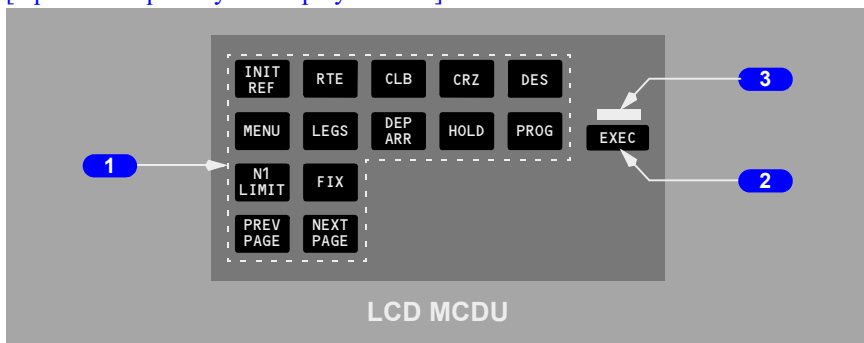 INIT
REF
RTE
CLB
CRZ
DES
3
MENU
LEGS
DEP
ARR
HOLD
PROG
EXEC
1
N1
LIMIT
FIX
2
PREV
PAGE
NEXT
PAGE
LCD MCDU